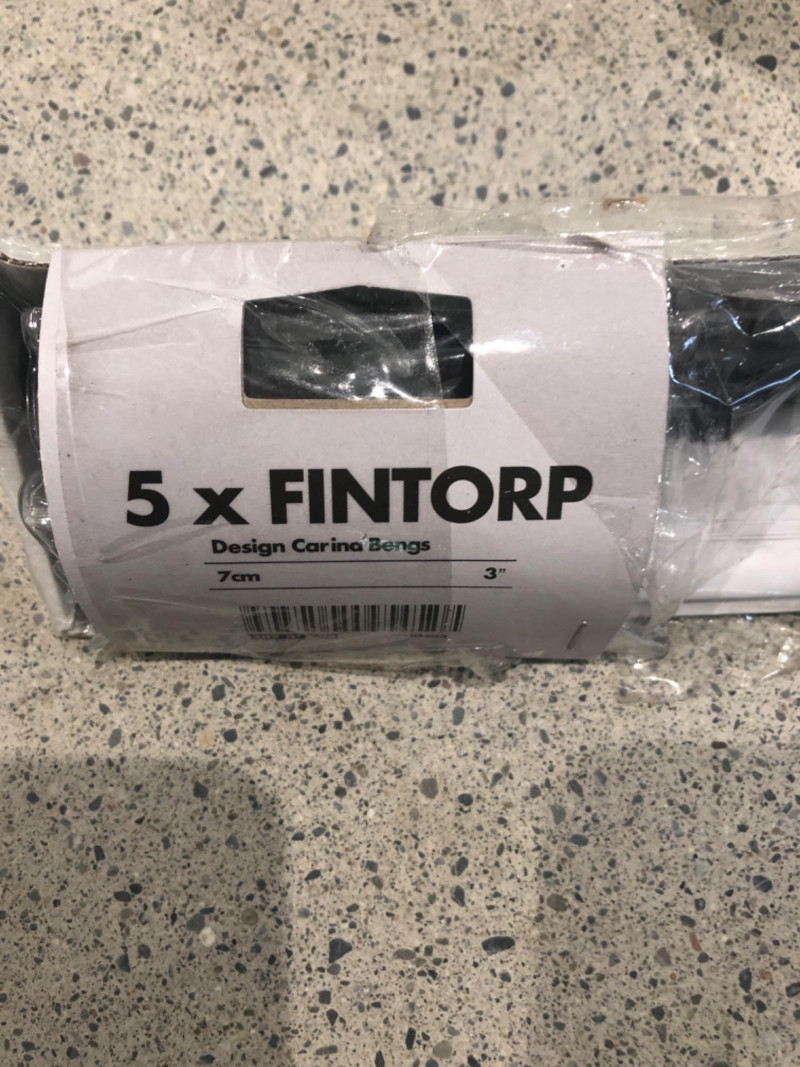 5 x FINTORP
Design Carina Bengs
7cm 3"